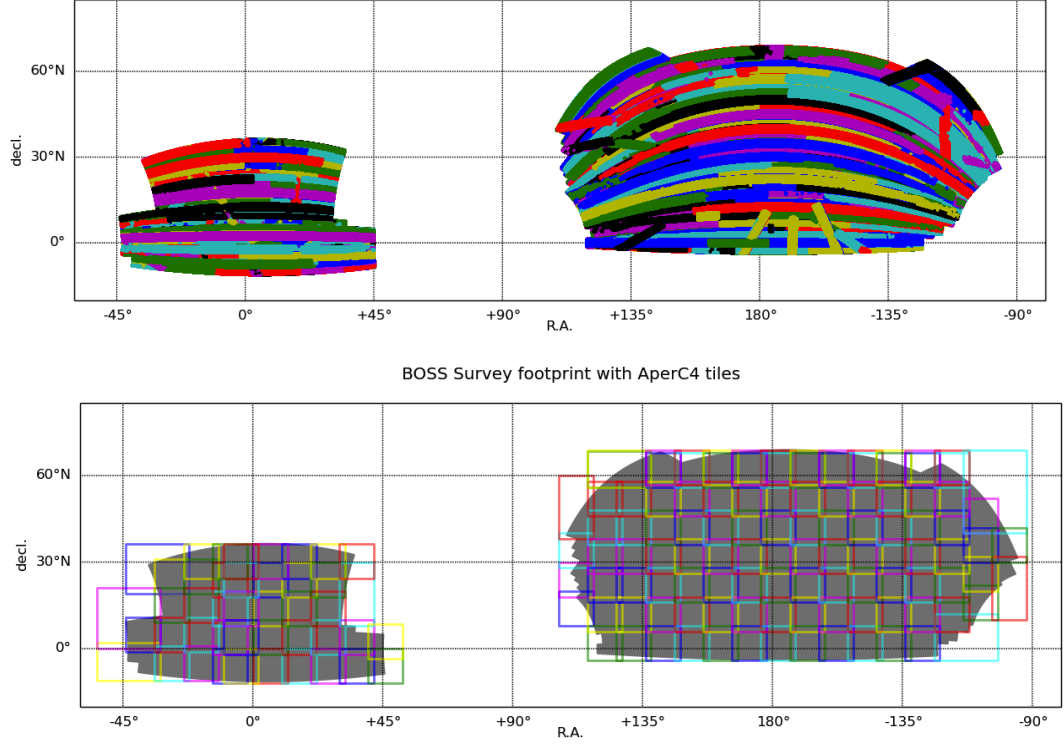 60°N
30°N
0°
decl.
-45°
0°
+45°
+90°
+135°
180°
-135°
-90°
R.A.
BOSS Survey footprint with AperC4 tiles
60°N
30°N
0°
decl.
-45°
0°
+45°
+90°
+135°
180°
-135°
-90°
R.A.